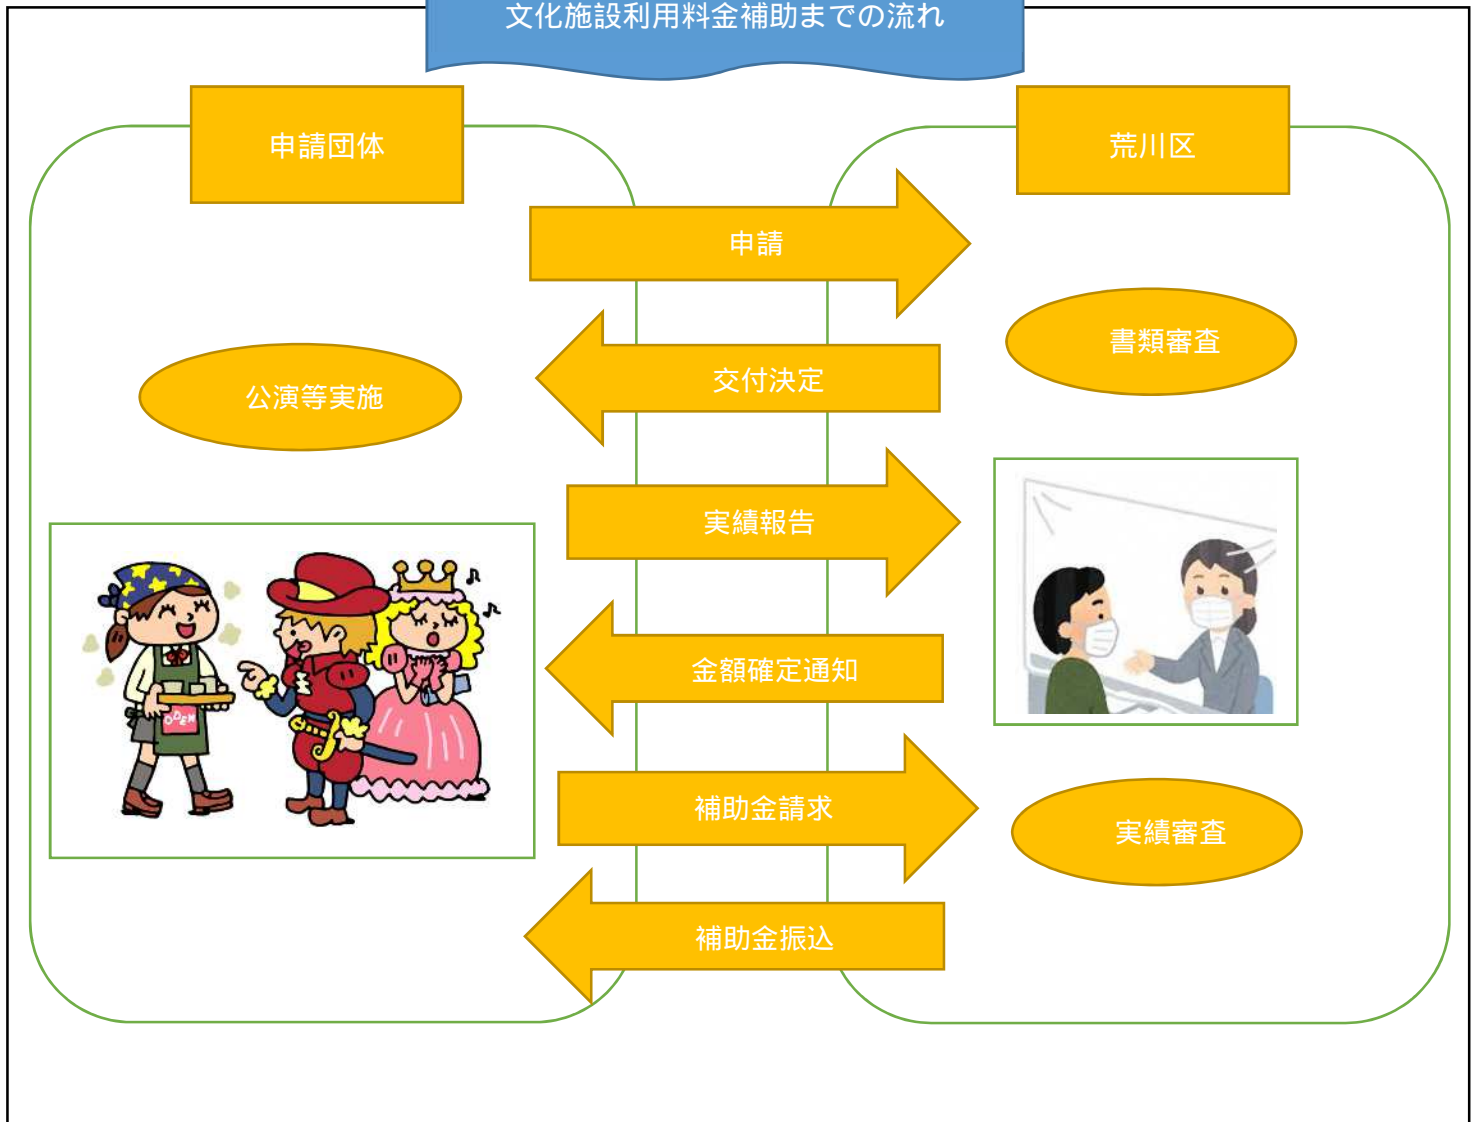 文化施設利用料金補助までの流れ
申請団体
荒川区
申請
書類審査
交付決定
公演等実施
実績報告
金額確定通知
ODEN
補助金請求
実績審査
補助金振込